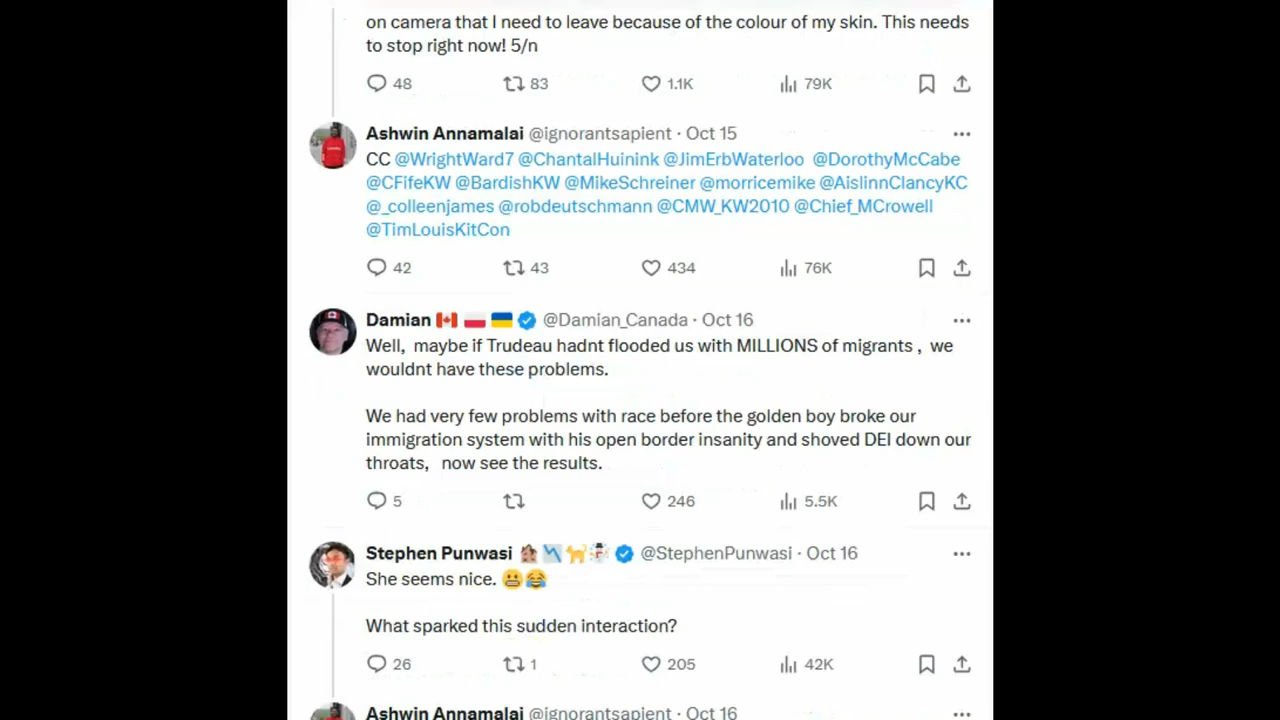 on camera that I need to leave because of the colour of my skin. This needs
to stop right now! 5/n
48 83 1.1K 79K
Ashwin Annamalai @ignorantsapient · Oct 15
CC @WrightWard7 @ChantalHuinink @JimErbWaterloo @DorothyMcCabe
@CFifeKW @BardishKW @MikeSchreiner @morricemike @AislinnClancyKC
@_colleenjames @robdeutschmann @CMW_KW2010 @Chief_MCrowell
@TimLouisKitCon
42 43 434 76K
Damian @Damian_Canada · Oct 16
Well, maybe if Trudeau hadnt flooded us with MILLIONS of migrants , we
wouldnt have these problems.
We had very few problems with race before the golden boy broke our
immigration system with his open border insanity and shoved DEI down our
throats, now see the results.
5 246 5.5K
Stephen Punwasi @StephenPunwasi · Oct 16
She seems nice. 😬😂
What sparked this sudden interaction?
26 1 205 42K
Ashwin Annamalai @ignorantsapient · Oct 16